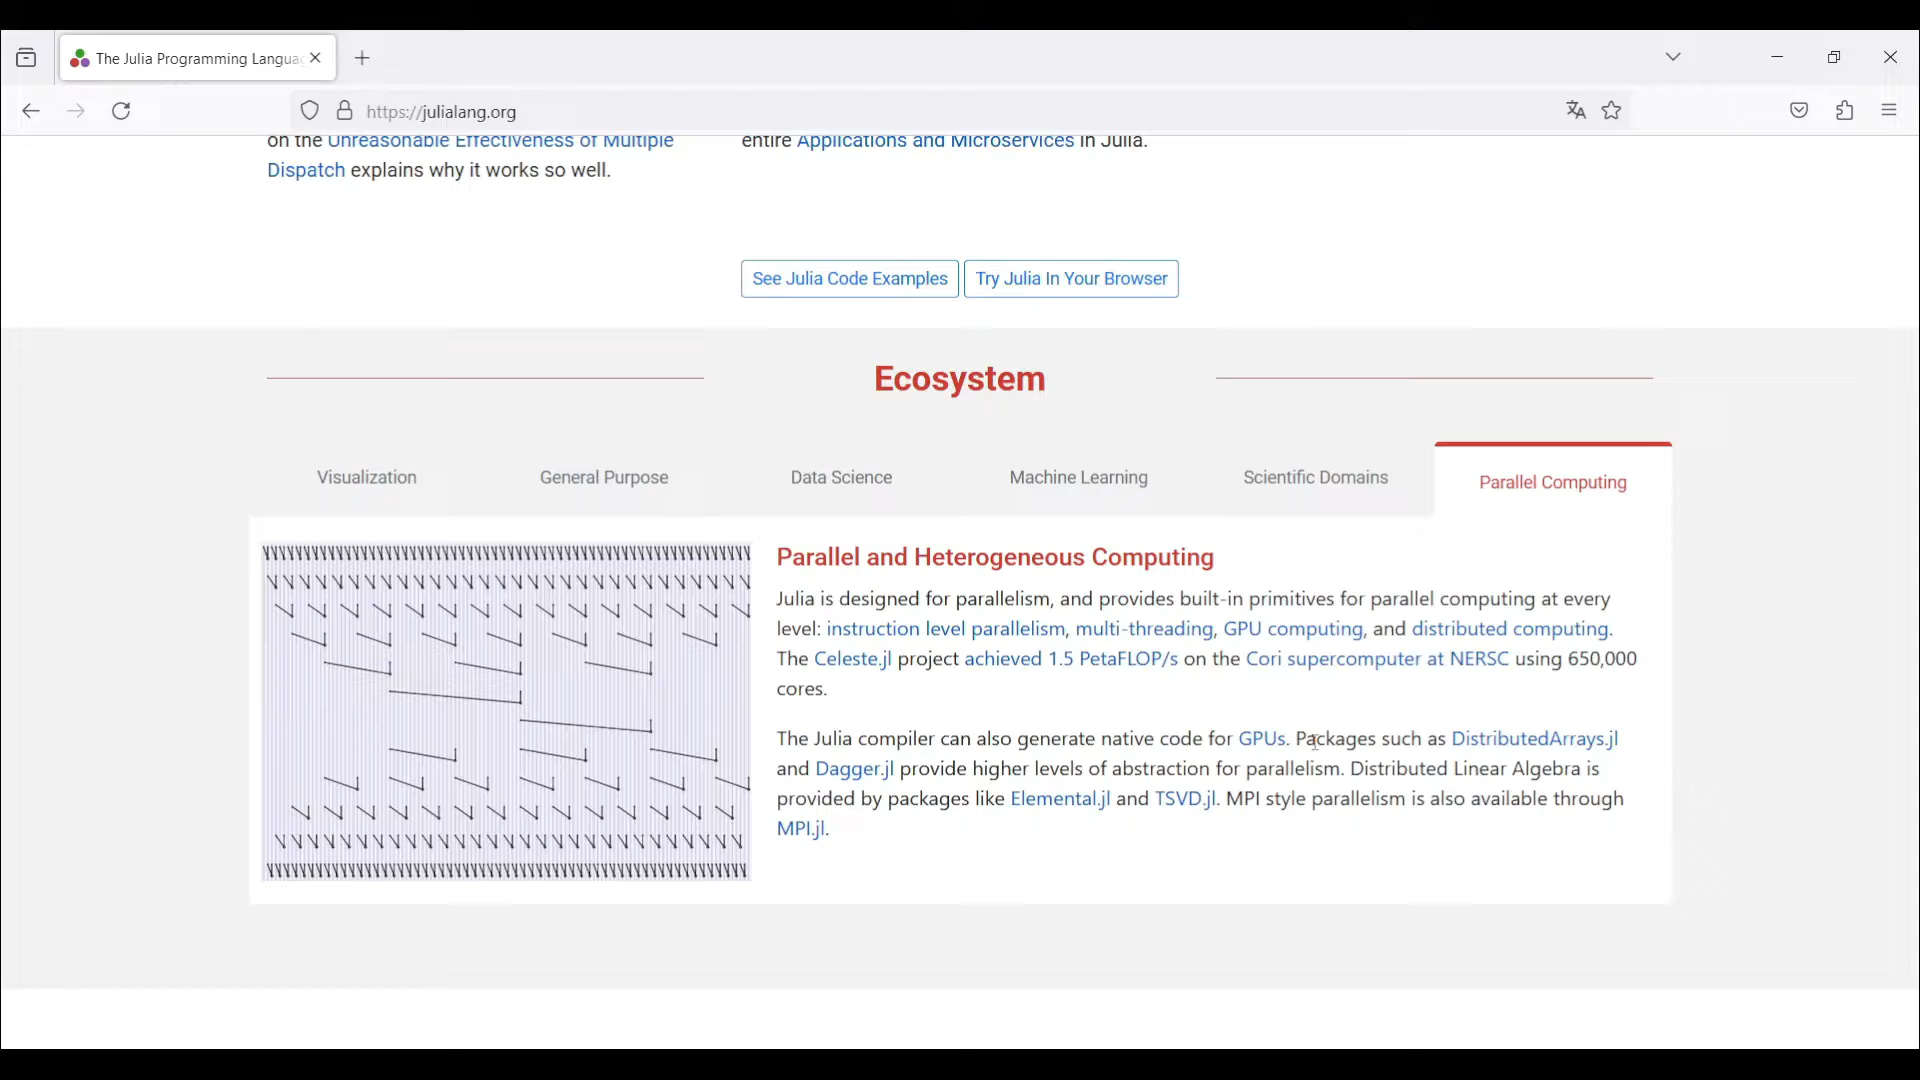 The Julia Programming Langua
https://julialang.org
on the Unreasonable Effectiveness of Multiple
Dispatch explains why it works so well.
entire Applications and Microservices in Julia.
See Julia Code Examples
Try Julia In Your Browser
Ecosystem
Visualization
General Purpose
Data Science
Machine Learning
Scientific Domains
Parallel Computing
Parallel and Heterogeneous Computing
Julia is designed for parallelism, and provides built-in primitives for parallel computing at every
level: instruction level parallelism, multi-threading, GPU computing, and distributed computing.
The Celeste.jl project achieved 1.5 PetaFLOP/s on the Cori supercomputer at NERSC using 650,000
cores.
The Julia compiler can also generate native code for GPUs. Packages such as DistributedArrays.jl
and Dagger.jl provide higher levels of abstraction for parallelism. Distributed Linear Algebra is
provided by packages like Elemental.jl and TSVD.jl. MPI style parallelism is also available through
MPI.jl.